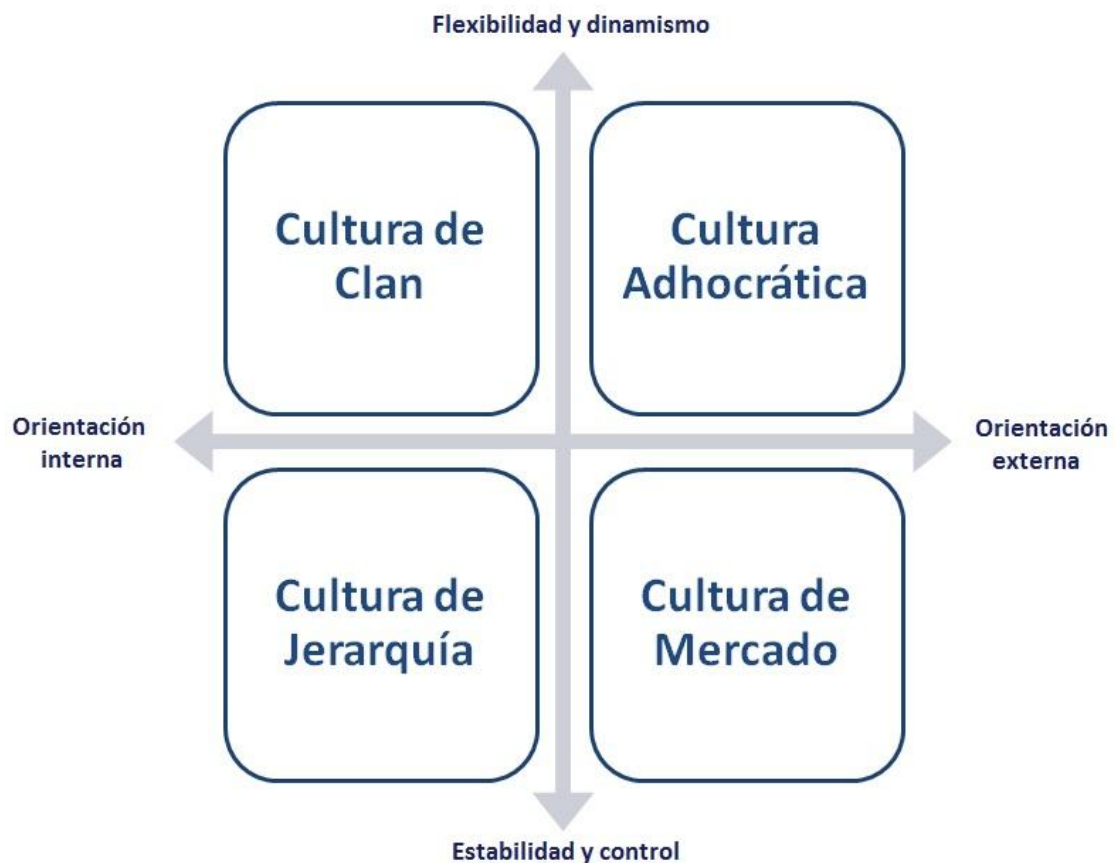 Flexibilidad y dinamismo
Cultura de
Clan
Cultura
Adhocrática
Orientación
interna
Orientación
externa
Cultura de
Jerarquía
Cultura de
Mercado
Estabilidad y control